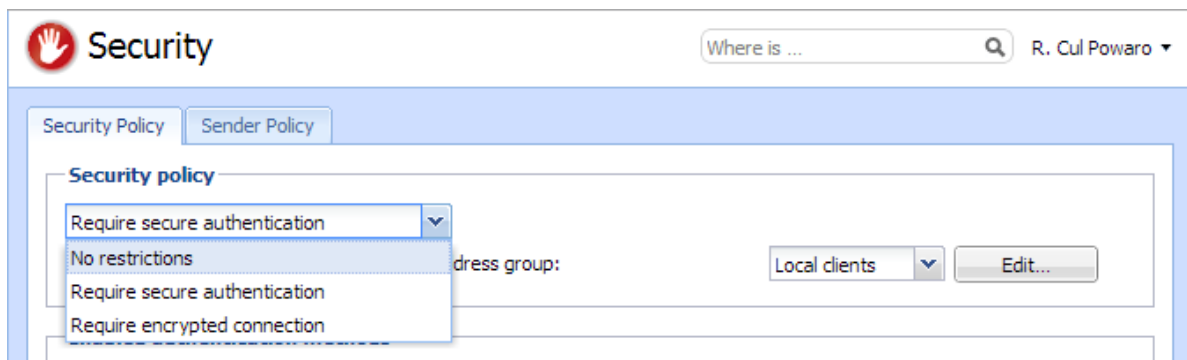 Security
Where is ...
R. Cul Powaro
Security Policy
Sender Policy
Security policy
Require secure authentication
No restrictions
dress group:
Local clients
Edit...
Require secure authentication
Require encrypted connection